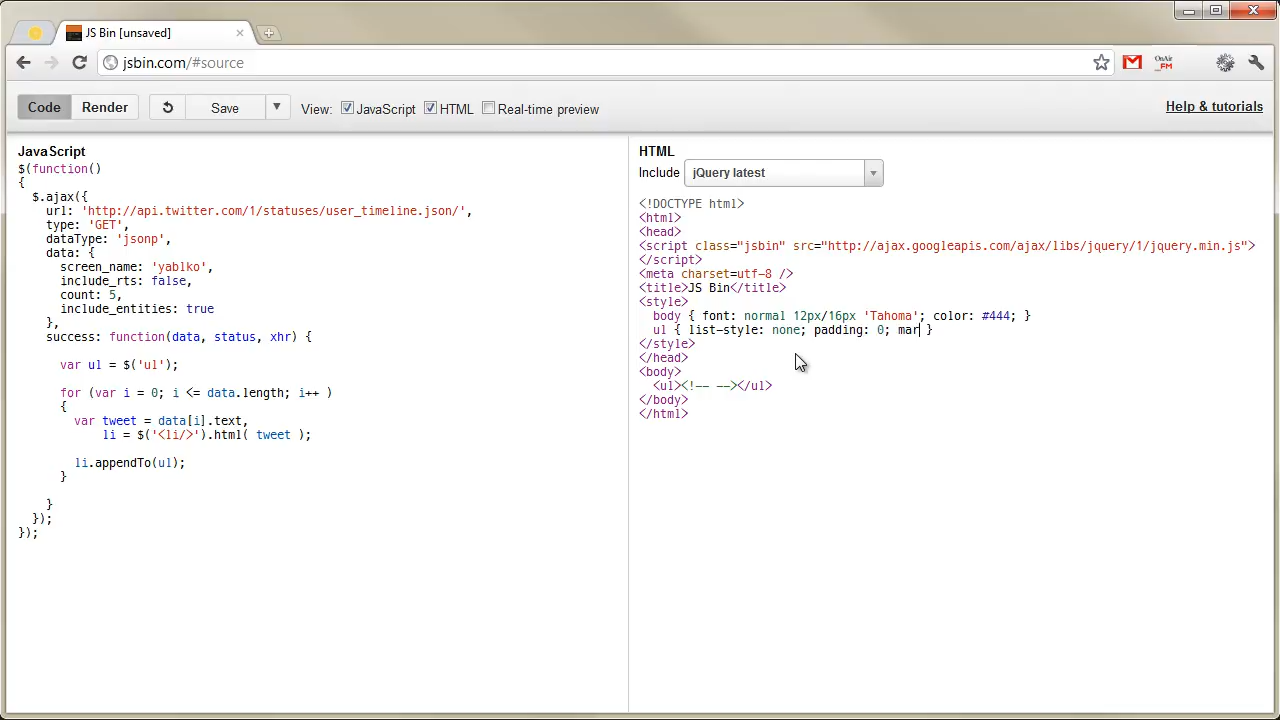 JS Bin [unsaved]
jsbin.com/#source
OnAir
_FM
Code
Render
Save
View:
JavaScript
HTML
Real-time preview
Help & tutorials
JavaScript
$(function()
{
  $.ajax({
    url: 'http://api.twitter.com/1/statuses/user_timeline.json/',
    type: 'GET',
    dataType: 'jsonp',
    data: {
      screen_name: 'yablko',
      include_rts: false,
      count: 5,
      include_entities: true
    },
    success: function(data, status, xhr) {
      var ul = $('ul');
      for (var i = 0; i <= data.length; i++ )
      {
        var tweet = data[i].text,
            li = $('<li/>').html( tweet );
        li.appendTo(ul);
      }
    }
  });
});
HTML
Include
jQuery latest
<!DOCTYPE html>
<html>
<head>
<script class="jsbin" src="http://ajax.googleapis.com/ajax/libs/jquery/1/jquery.min.js">
</script>
<meta charset=utf-8 />
<title>JS Bin</title>
<style>
  body { font: normal 12px/16px 'Tahoma'; color: #444; }
  ul { list-style: none; padding: 0; mar }
</style>
</head>
<body>
  <ul><!-- --></ul>
</body>
</html>